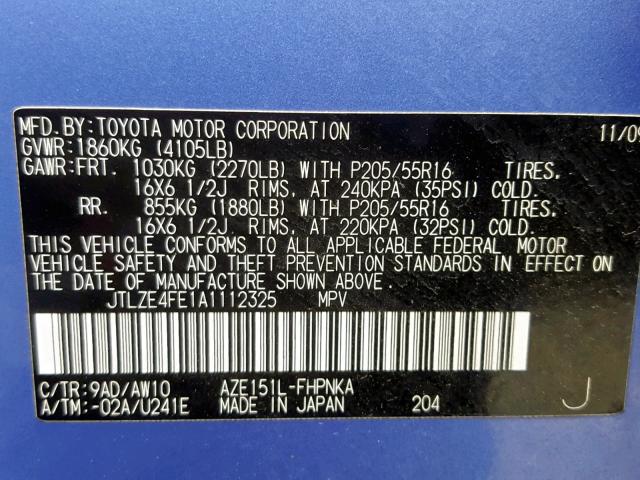 MFD.BY:TOYOTA MOTOR CORPORATION 11/09
GVWR:1860KG (4105LB)
GAWR:FRT. 1030KG (2270LB) WITH P205/55R16 TIRES.
16X6 1/2J RIMS, AT 240KPA (35PSI) COLD.
RR. 855KG (1880LB) WITH P205/55R16 TIRES,
16X6 1/2J RIMS, AT 220KPA (32PSI) COLD.
THIS VEHICLE CONFORMS TO ALL APPLICABLE FEDERAL MOTOR
VEHICLE SAFETY AND THEFT PREVENTION STANDARDS IN EFFECT ON
THE DATE OF MANUFACTURE SHOWN ABOVE.
JTLZE4FE1A1112325 MPV
C/TR:9AD/AW10 AZE151L-FHPNKA
A/TM:-02A/U241E MADE IN JAPAN 204 J